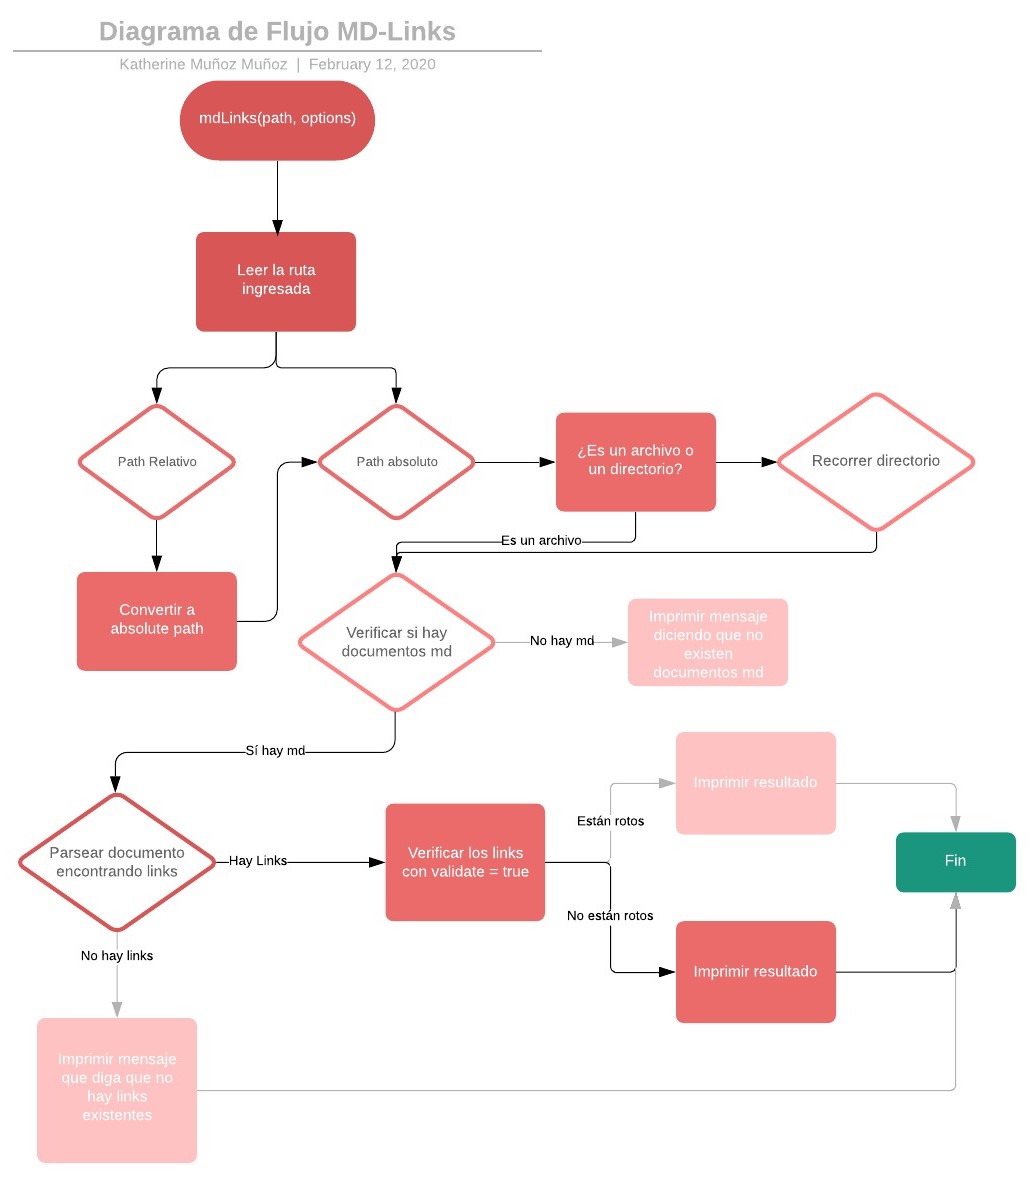 Diagrama de Flujo MD-Links
Katherine Muñoz Muñoz | February 12, 2020
mdLinks(path, options)
Leer la ruta
ingresada
Path Relativo
Path absoluto
¿Es un archivo o
un directorio?
Recorrer directorio
Es un archivo
Convertir a
absolute path
Verificar si hay
documentos md
No hay md
Imprimir mensaje
diciendo que no
existen
documentos md
Sí hay md
Parsear documento
encontrando links
Hay Links
Verificar los links
con validate = true
Están rotos
Imprimir resultado
No están rotos
Imprimir resultado
Fin
No hay links
Imprimir mensaje
que diga que no
hay links
existentes